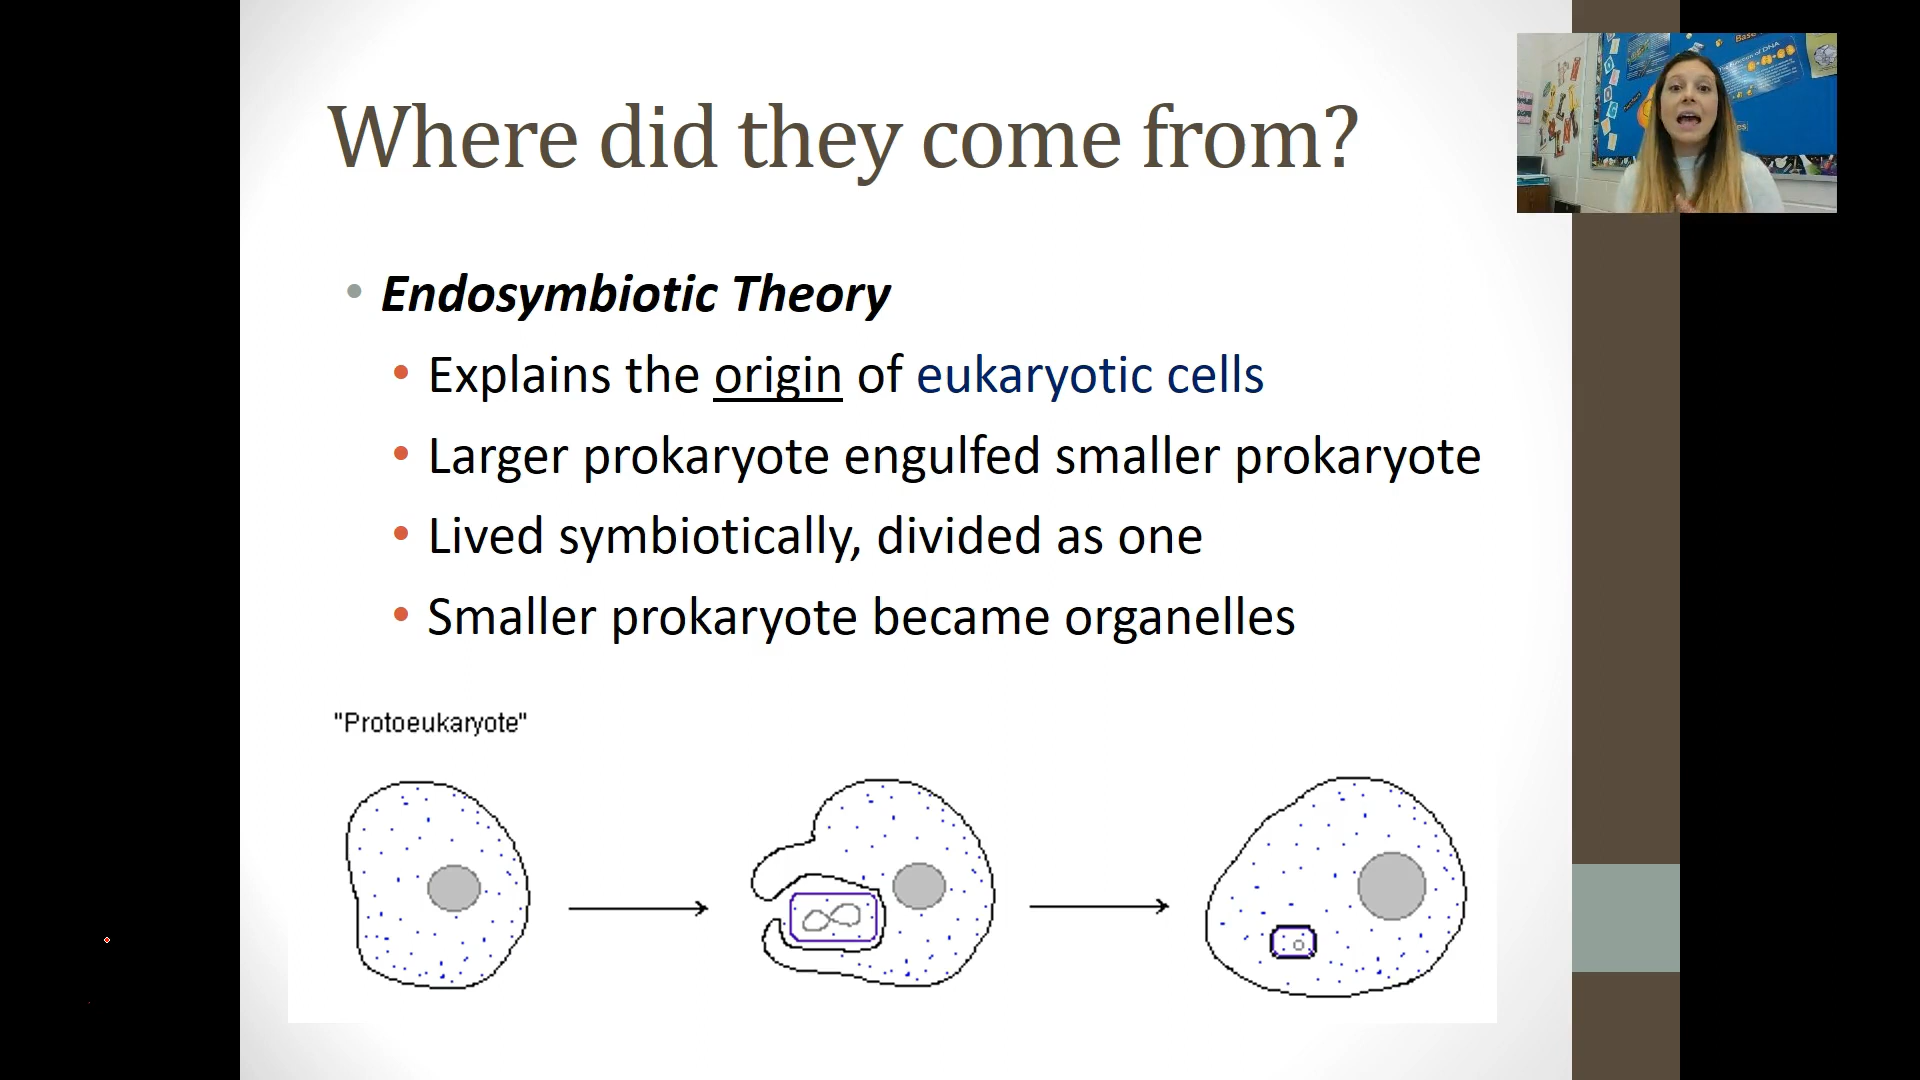 Where did they come from?
Endosymbiotic Theory
Explains the origin of eukaryotic cells
Larger prokaryote engulfed smaller prokaryote
Lived symbiotically, divided as one
Smaller prokaryote became organelles
"Protoeukaryote"